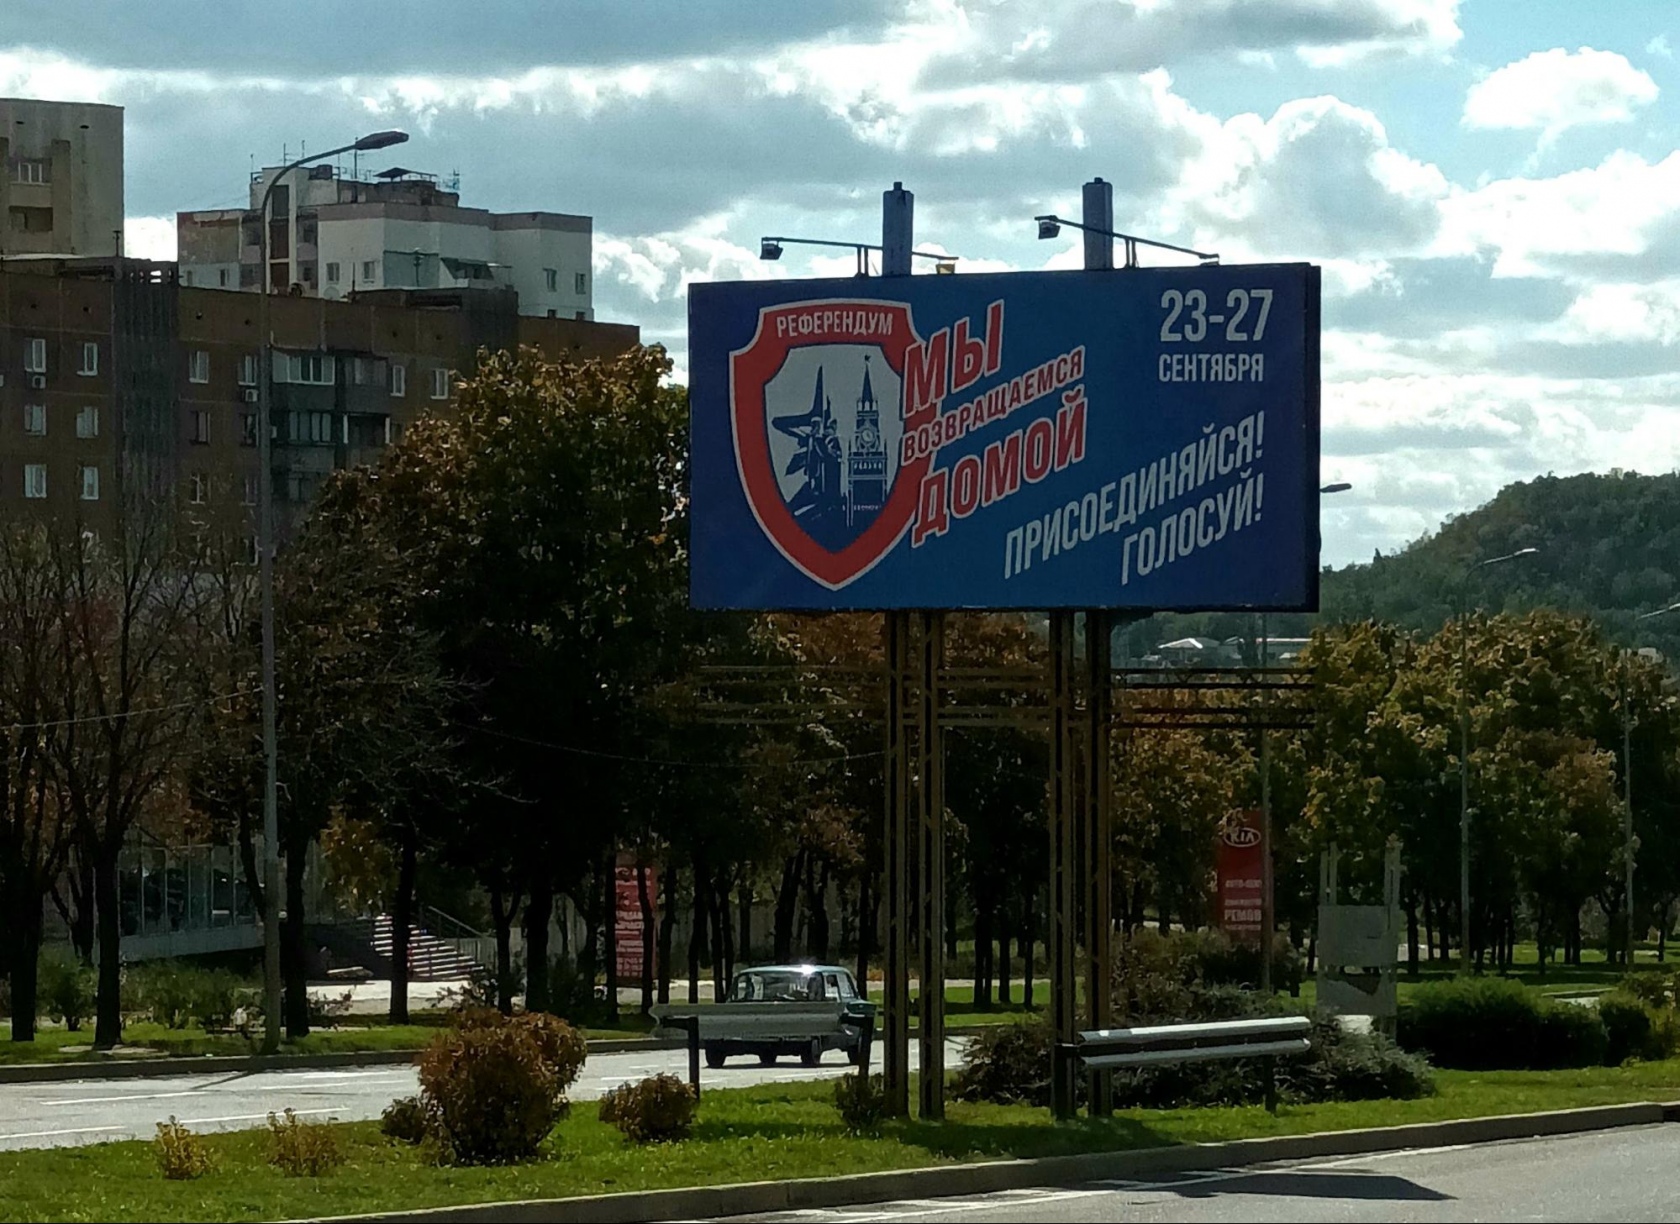 РЕФЕРЕНДУМ
МЫ
ВОЗВРАЩАЕМСЯ
ДОМОЙ
23-27
СЕНТЯБРЯ
ПРИСОЕДИНЯЙСЯ!
ГОЛОСУЙ!
KIA